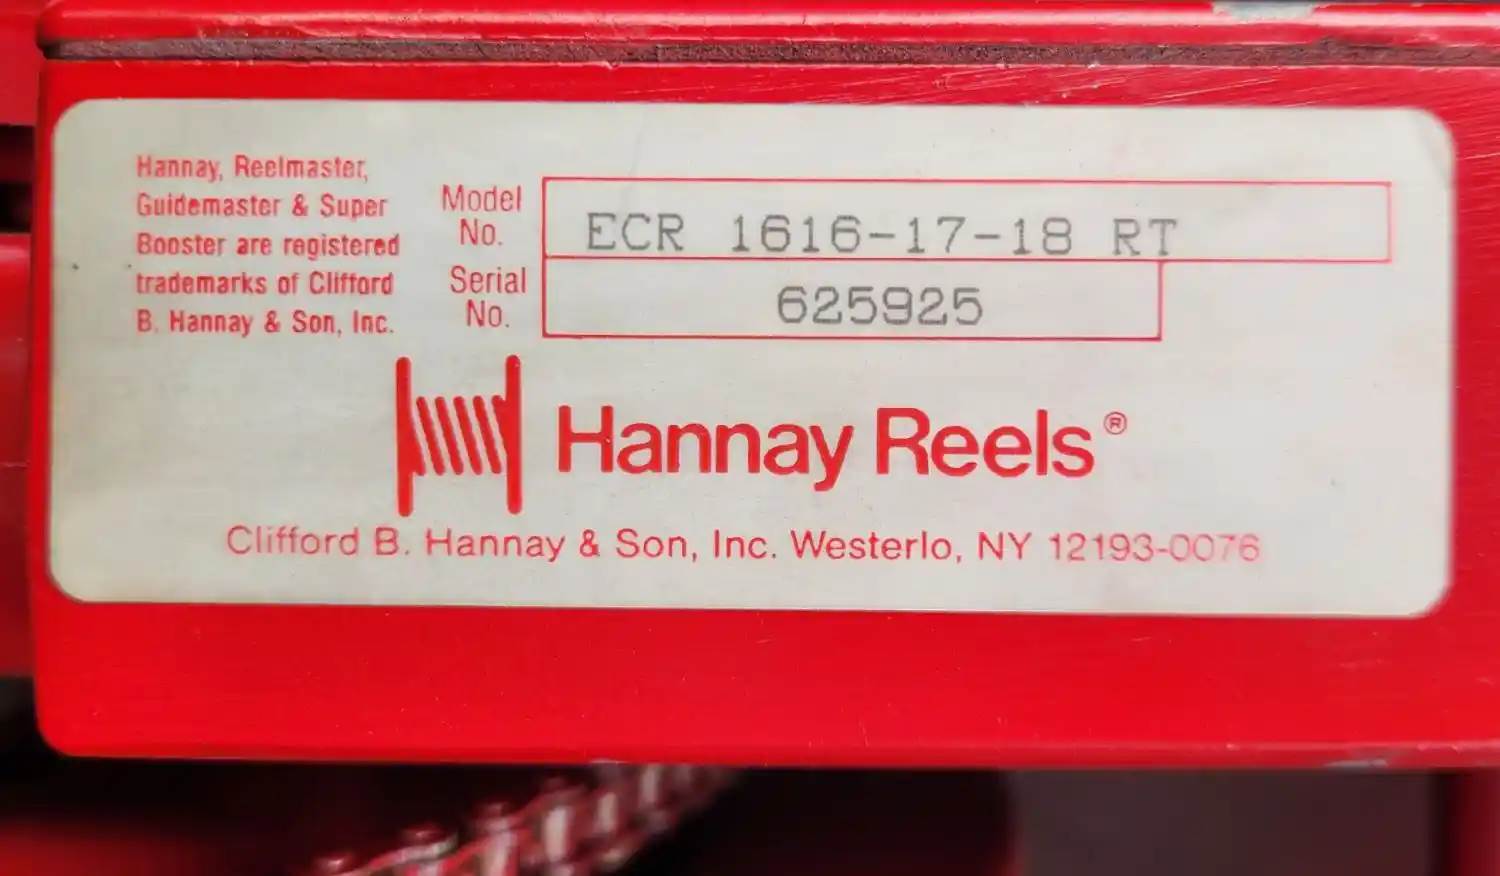 Hannay, Reelmaster,
Guidemaster & Super
Booster are registered
trademarks of Clifford
B. Hannay & Son, Inc.
Model
No.
ECR 1616-17-18 RT
Serial
No.
625925
Hannay Reels®
Clifford B. Hannay & Son, Inc. Westerlo, NY 12193-0076